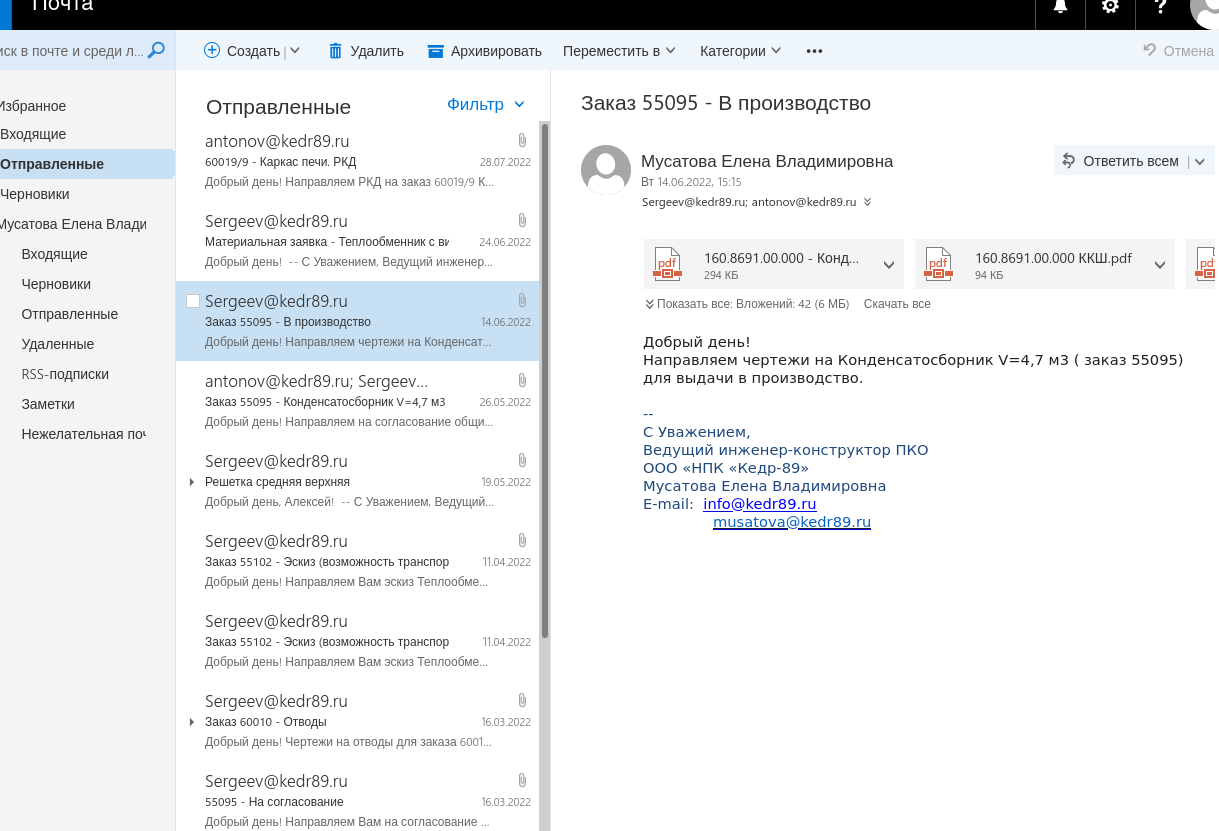 Почта
иск в почте и среди л...
Создать
Удалить
Архивировать
Переместить в
Категории
•••
Отмена
Избранное
Входящие
Отправленные
Черновики
Мусатова Елена Влади
Входящие
Черновики
Отправленные
Удаленные
RSS-подписки
Заметки
Нежелательная поч
Отправленные
Фильтр
antonov@kedr89.ru
60019/9 - Каркас печи. РКД 28.07.2022
Добрый день! Направляем РКД на заказ 60019/9 К...
Sergeev@kedr89.ru
Материальная заявка - Теплообменник с ви 24.06.2022
Добрый день! -- С Уважением, Ведущий инженер...
Sergeev@kedr89.ru
Заказ 55095 - В производство 14.06.2022
Добрый день! Направляем чертежи на Конденсат...
antonov@kedr89.ru; Sergeev...
Заказ 55095 - Конденсатосборник V=4,7 м3 26.05.2022
Добрый день! Направляем на согласование общи...
Sergeev@kedr89.ru
Решетка средняя верхняя 19.05.2022
Добрый день, Алексей! -- С Уважением, Ведущий...
Sergeev@kedr89.ru
Заказ 55102 - Эскиз (возможность транспор 11.04.2022
Добрый день! Направляем Вам эскиз Теплообме...
Sergeev@kedr89.ru
Заказ 55102 - Эскиз (возможность транспор 11.04.2022
Добрый день! Направляем Вам эскиз Теплообме...
Sergeev@kedr89.ru
Заказ 60010 - Отводы 16.03.2022
Добрый день! Чертежи на отводы для заказа 6001...
Sergeev@kedr89.ru
55095 - На согласование 16.03.2022
Добрый день! Направляем Вам на согласование ...
Заказ 55095 - В производство
Мусатова Елена Владимировна
Вт 14.06.2022, 15:15
Sergeev@kedr89.ru; antonov@kedr89.ru
Ответить всем
pdf
160.8691.00.000 - Конд...
294 КБ
pdf
160.8691.00.000 ККШ.pdf
94 КБ
pd
Показать все: Вложений: 42 (6 МБ) Скачать все
Добрый день!
Направляем чертежи на Конденсатосборник V=4,7 м3 ( заказ 55095)
для выдачи в производство.
--
С Уважением,
Ведущий инженер-конструктор ПКО
ООО «НПК «Кедр-89»
Мусатова Елена Владимировна
E-mail: info@kedr89.ru
musatova@kedr89.ru